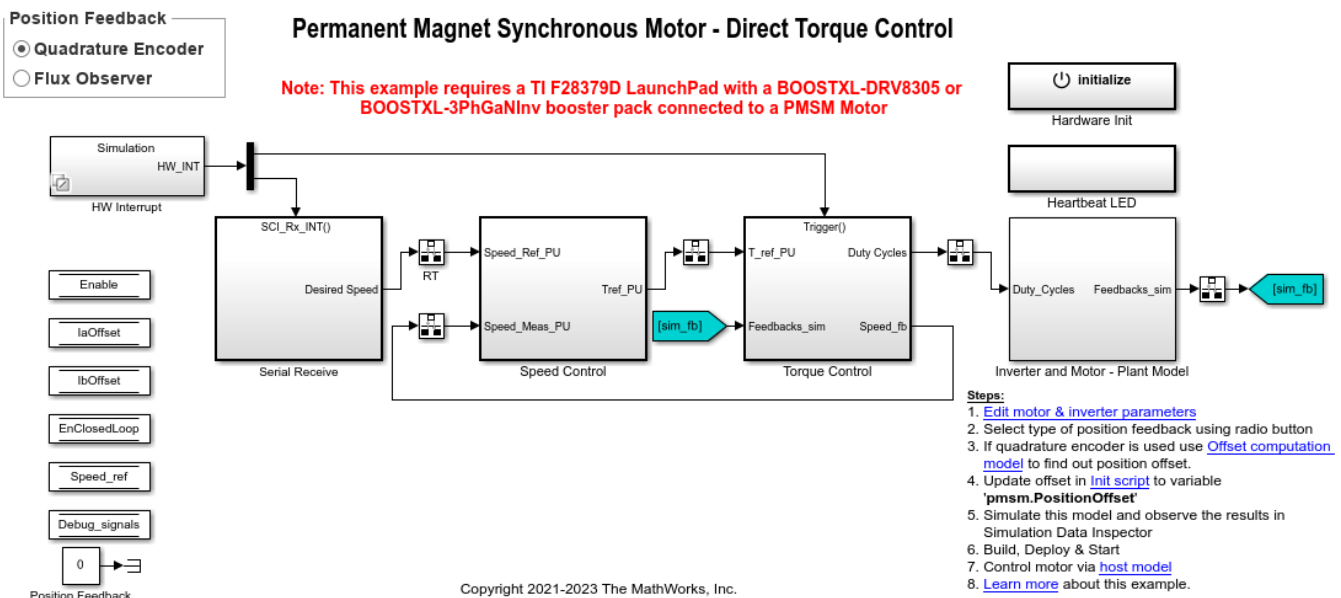 Position Feedback
Quadrature Encoder
Flux Observer
Permanent Magnet Synchronous Motor - Direct Torque Control
Note: This example requires a TI F28379D LaunchPad with a BOOSTXL-DRV8305 or
BOOSTXL-3PhGaNInv booster pack connected to a PMSM Motor
initialize
Hardware Init
Heartbeat LED
Simulation
HW_INT
HW Interrupt
SCI_Rx_INT()
Desired Speed
Serial Receive
RT
Speed_Ref_PU
Tref_PU
Speed_Meas_PU
Speed Control
[sim_fb]
Trigger()
T_ref_PU
Duty Cycles
Feedbacks_sim
Speed_fb
Torque Control
Duty_Cycles
Feedbacks_sim
Inverter and Motor - Plant Model
[sim_fb]
Enable
IaOffset
IbOffset
EnClosedLoop
Speed_ref
Debug_signals
0
Position Feedback
Steps:
1. Edit motor & inverter parameters
2. Select type of position feedback using radio button
3. If quadrature encoder is used use Offset computation
model to find out position offset.
4. Update offset in Init script to variable
'pmsm.PositionOffset'
5. Simulate this model and observe the results in
Simulation Data Inspector
6. Build, Deploy & Start
7. Control motor via host model
8. Learn more about this example.
Copyright 2021-2023 The MathWorks, Inc.